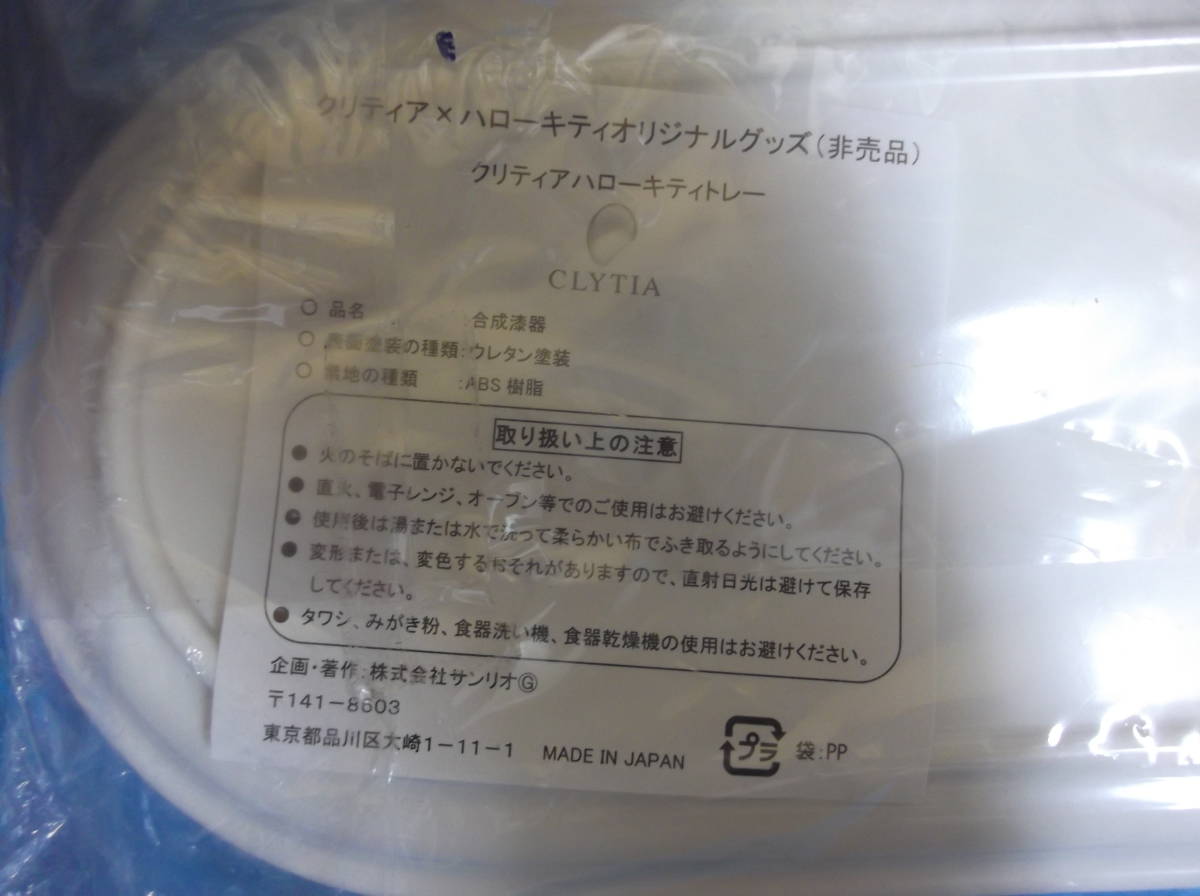 クリティア×ハローキティオリジナルグッズ(非売品)
クリティアハローキティトレー
CLYTIA
○ 品名 :合成漆器
○ 表面塗装の種類:ウレタン塗装
○ 素地の種類 :ABS樹脂
取り扱い上の注意
● 火のそばに置かないでください。
● 直火、電子レンジ、オーブン等でのご使用はお避けください。
● 使用後は湯または水で洗って柔らかい布でふき取るようにしてください。
● 変形または、変色するおそれがありますので、直射日光は避けて保存
してください。
● タワシ、みがき粉、食器洗い機、食器乾燥機の使用はお避けください。
企画・著作:株式会社サンリオⒼ
〒141-8603
東京都品川区大崎1-11-1 MADE IN JAPAN プラ 袋:PP